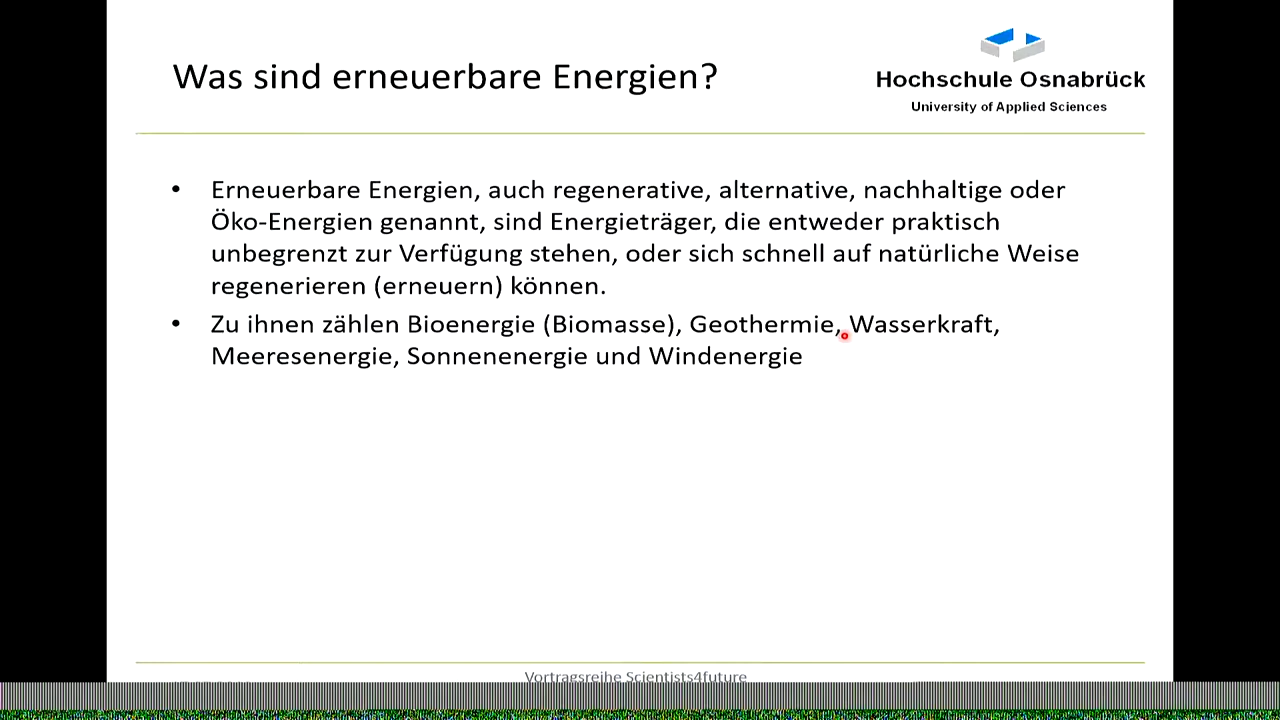 Was sind erneuerbare Energien?
Hochschule Osnabrück
University of Applied Sciences
• Erneuerbare Energien, auch regenerative, alternative, nachhaltige oder
Öko-Energien genannt, sind Energieträger, die entweder praktisch
unbegrenzt zur Verfügung stehen, oder sich schnell auf natürliche Weise
regenerieren (erneuern) können.
• Zu ihnen zählen Bioenergie (Biomasse), Geothermie, Wasserkraft,
Meeresenergie, Sonnenenergie und Windenergie
Vortragsreihe Scientists4future